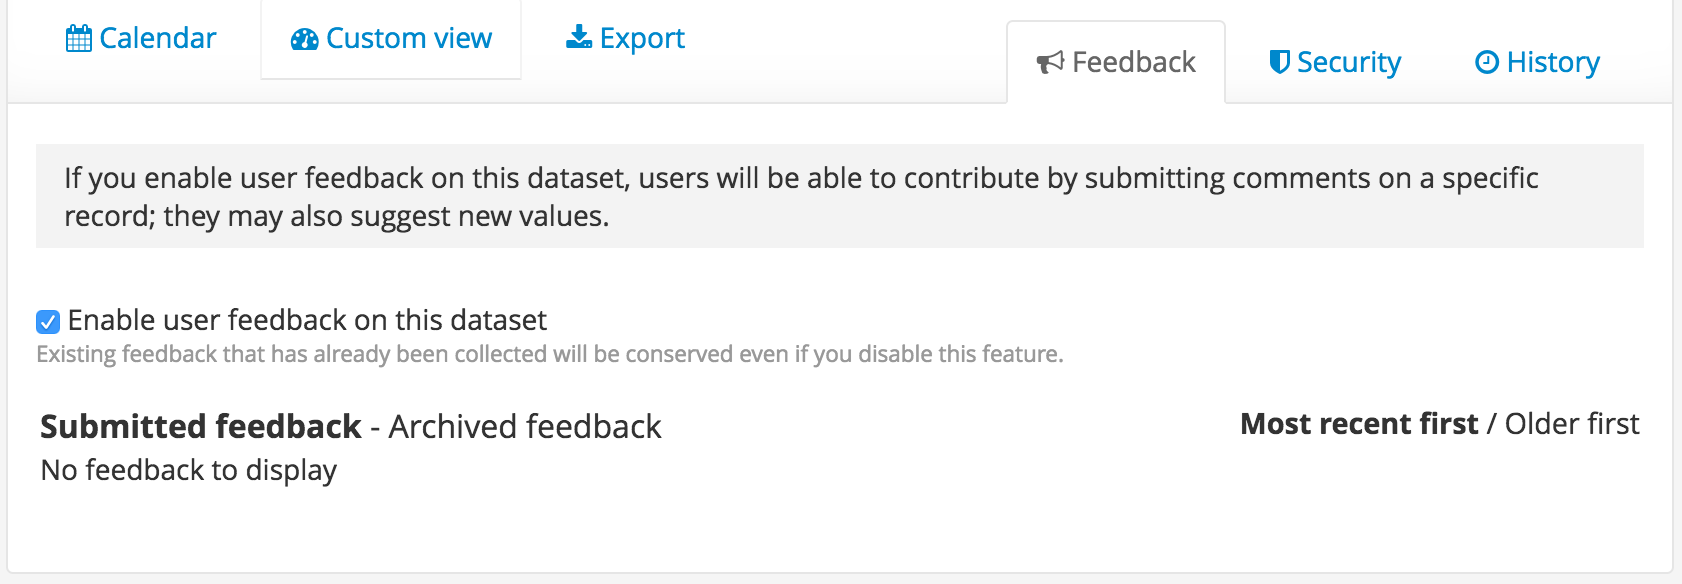 Calendar
Custom view
Export
Feedback
Security
History
If you enable user feedback on this dataset, users will be able to contribute by submitting comments on a specific
record; they may also suggest new values.
Enable user feedback on this dataset
Existing feedback that has already been collected will be conserved even if you disable this feature.
Submitted feedback - Archived feedback
Most recent first / Older first
No feedback to display